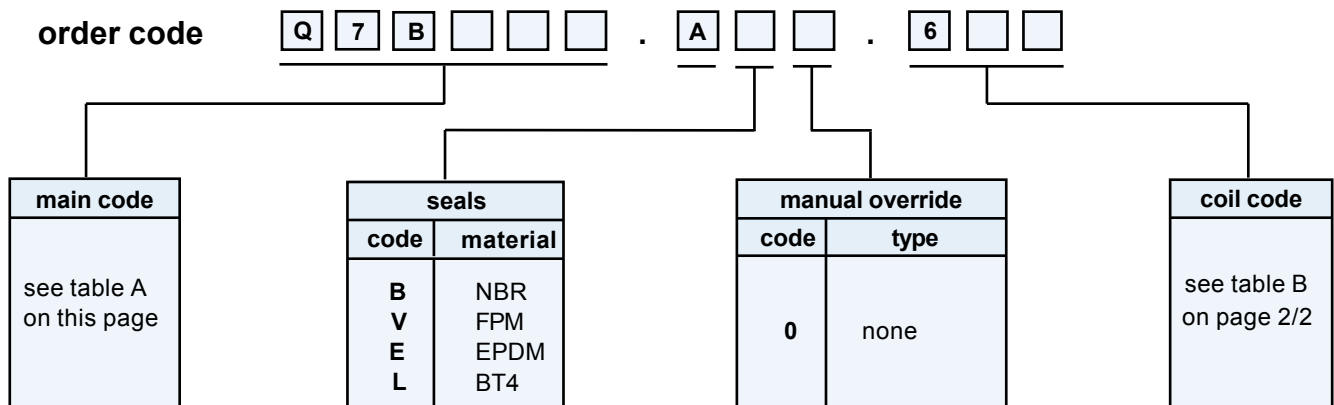 order code Q 7 B . A . 6
main code
see table A
on this page
seals
code material
B NBR
V FPM
E EPDM
L BT4
manual override
code type
0 none
coil code
see table B
on page 2/2